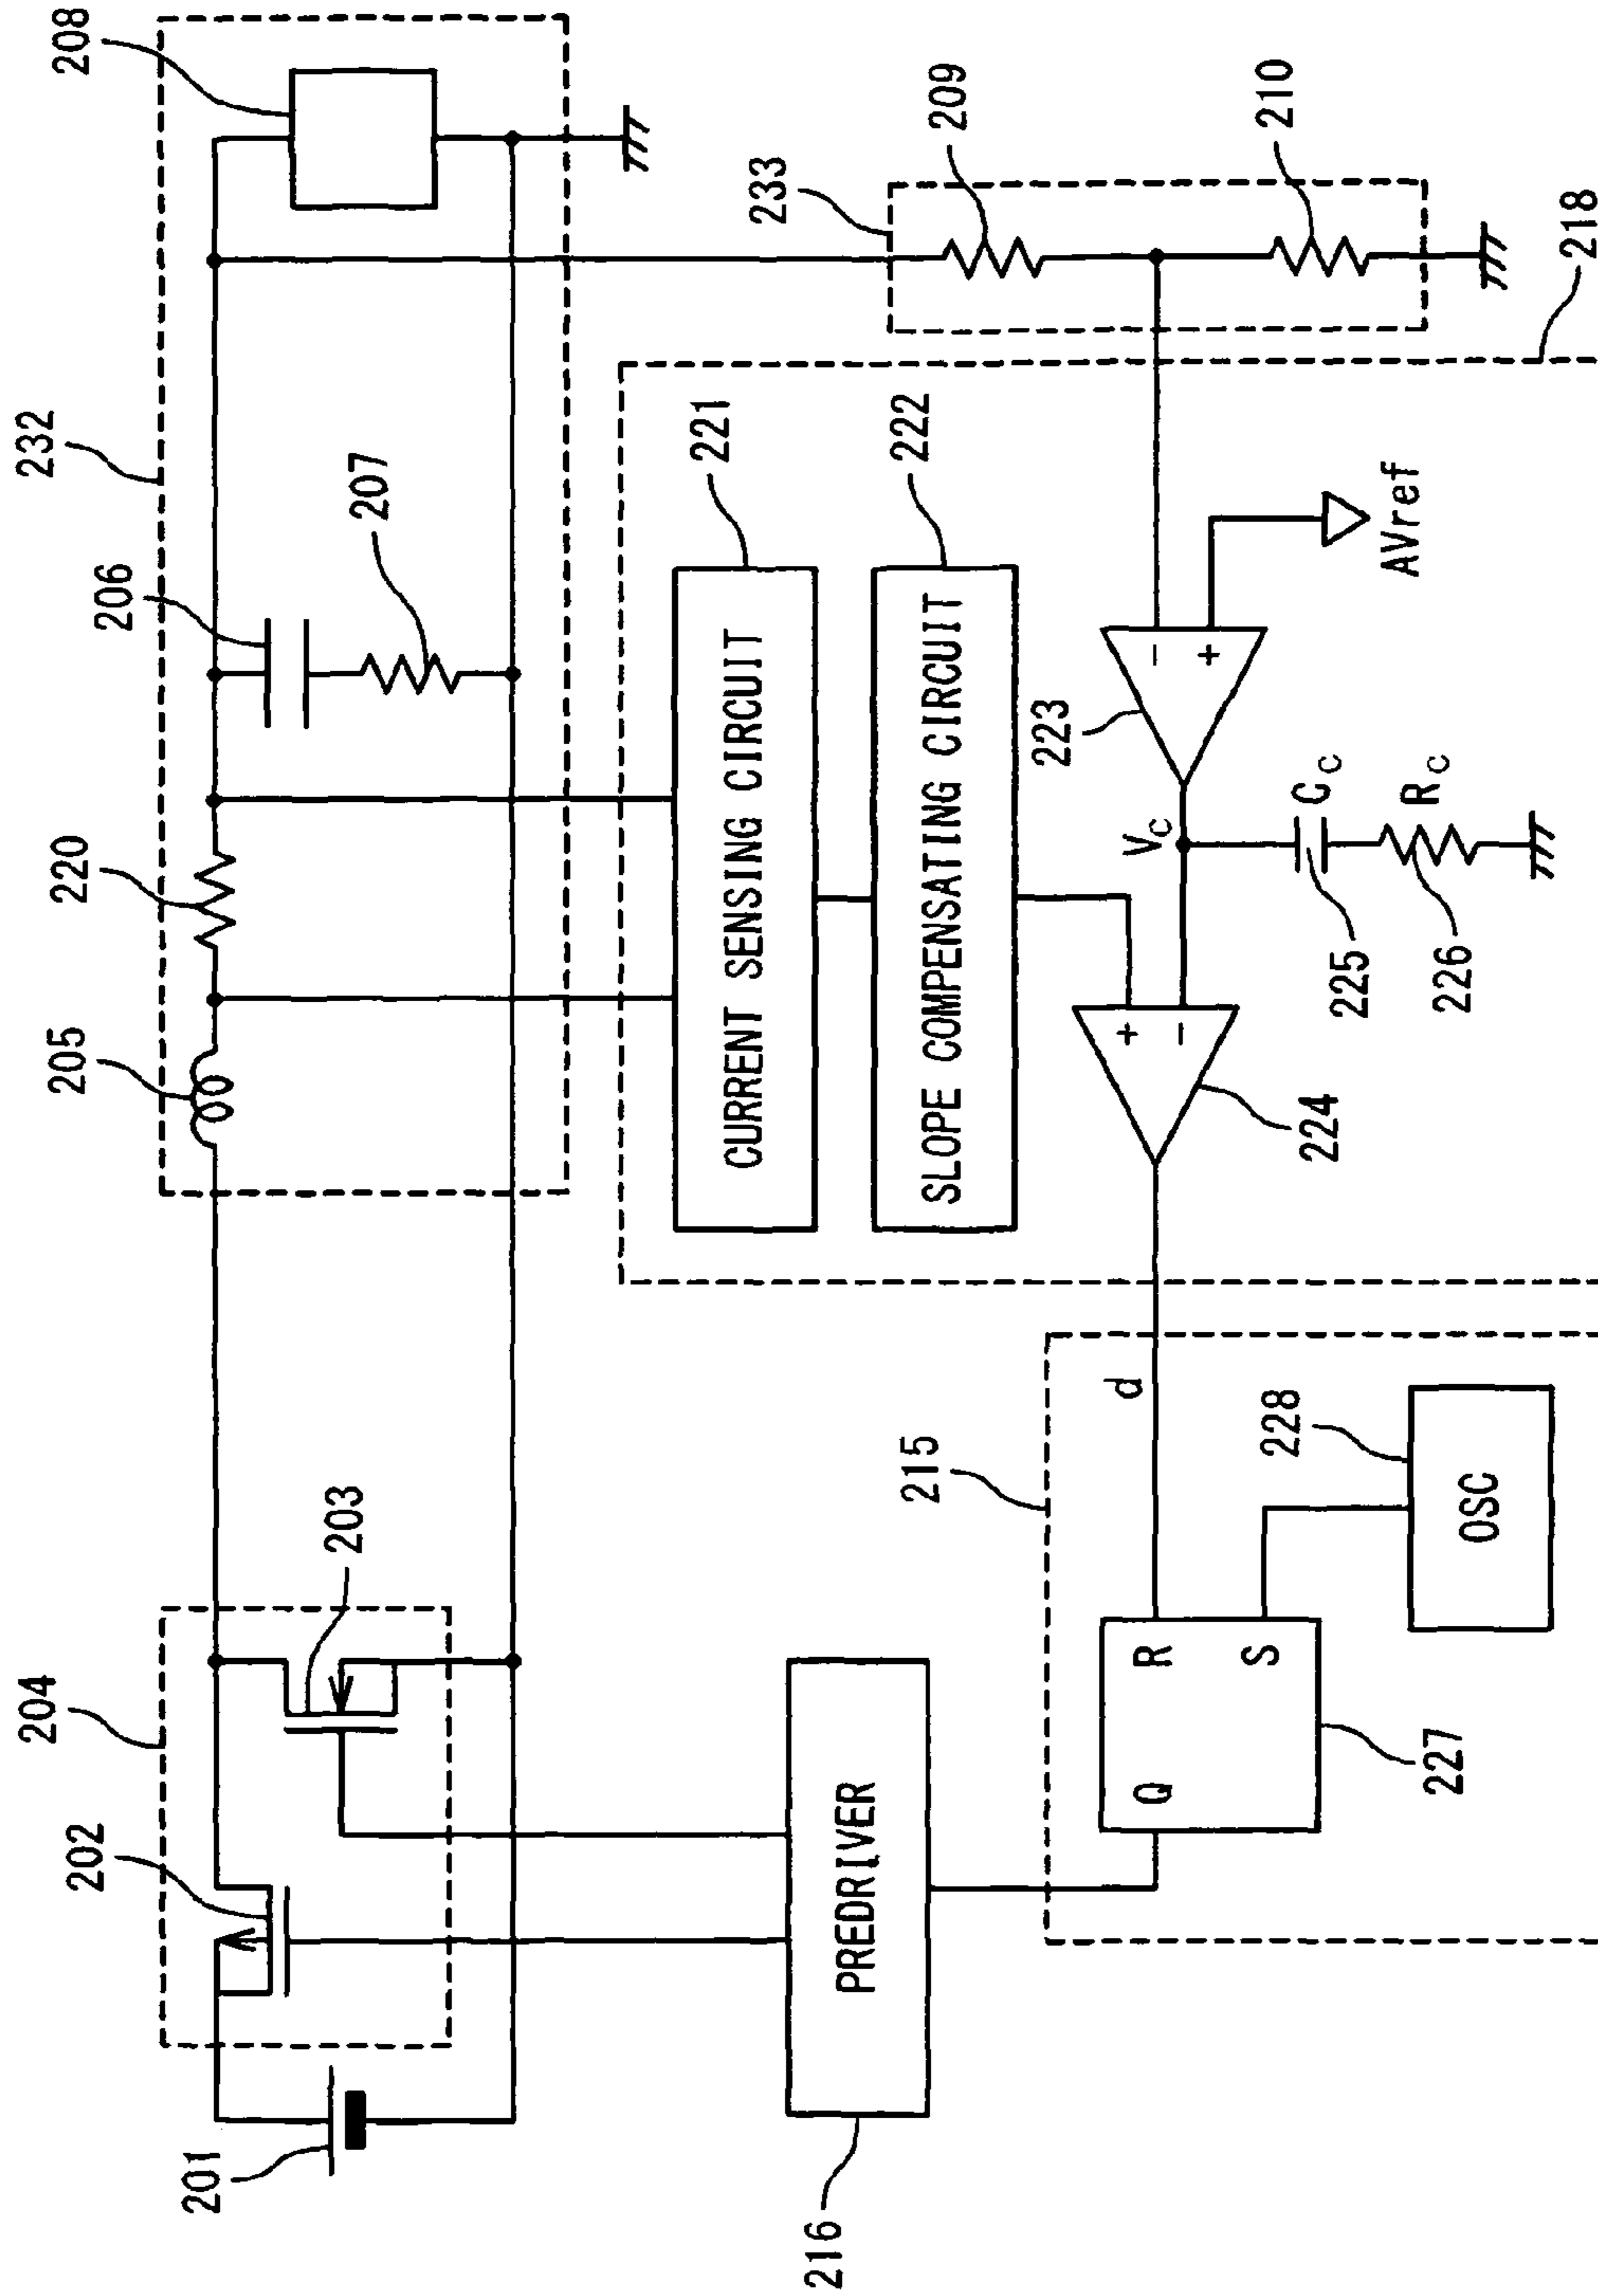 201
202
203
204
205
220
206
207
232
208
216
PREDRIVER
215
Q
R
S
227
228
OSC
d
224
+
−
CURRENT SENSING CIRCUIT
221
SLOPE COMPENSATING CIRCUIT
222
Vc
223
−
+
225
Cc
226
Rc
AVref
233
209
210
218